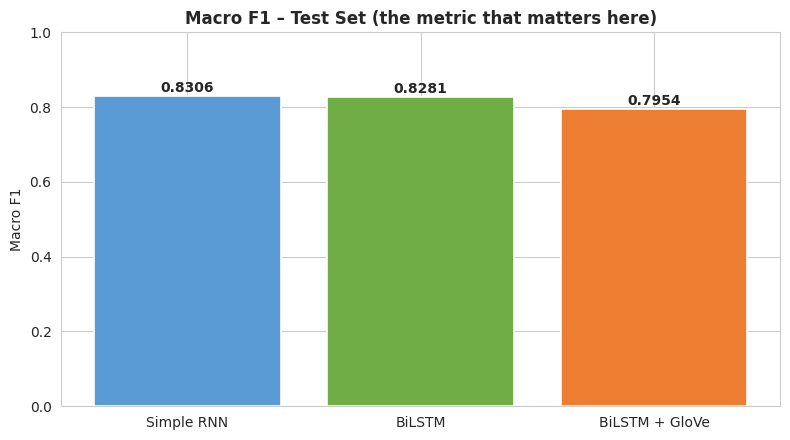 Macro F1 – Test Set (the metric that matters here)
1.0
0.8306
0.8281
0.7954
0.8
0.6
Macro F1
0.4
0.2
0.0
Simple RNN
BiLSTM
BiLSTM + GloVe